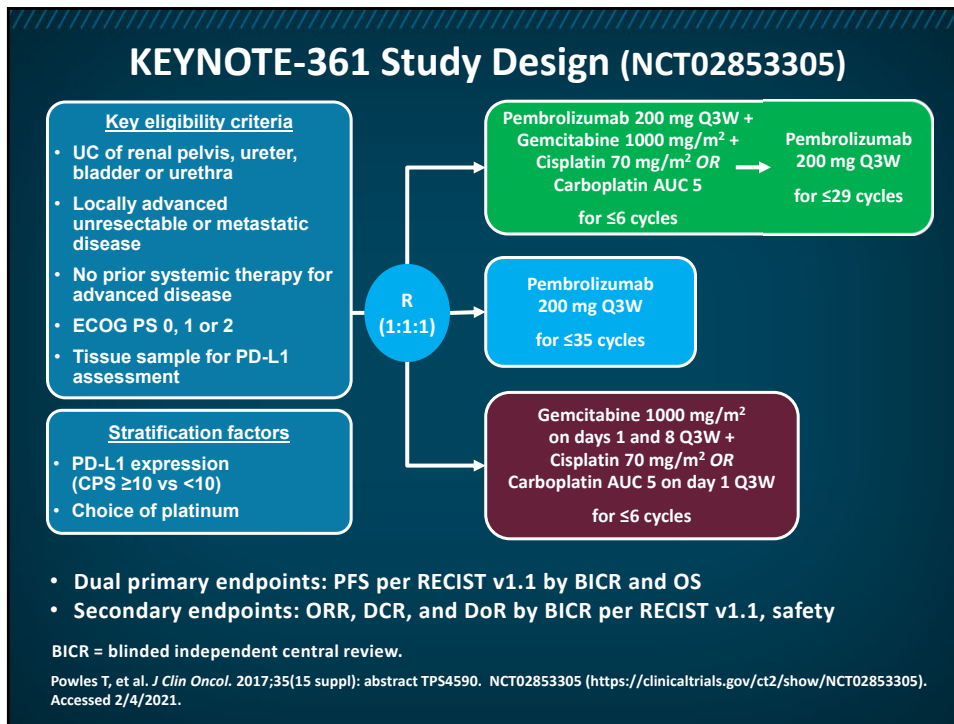 KEYNOTE-361 Study Design (NCT02853305)
Key eligibility criteria
• UC of renal pelvis, ureter,
bladder or urethra
• Locally advanced
unresectable or metastatic
disease
• No prior systemic therapy for
advanced disease
• ECOG PS 0, 1 or 2
• Tissue sample for PD-L1
assessment
Stratification factors
• PD-L1 expression
(CPS ≥10 vs <10)
• Choice of platinum
R
(1:1:1)
Pembrolizumab 200 mg Q3W +
Gemcitabine 1000 mg/m² +
Cisplatin 70 mg/m² OR
Carboplatin AUC 5
for ≤6 cycles
Pembrolizumab
200 mg Q3W
for ≤29 cycles
Pembrolizumab
200 mg Q3W
for ≤35 cycles
Gemcitabine 1000 mg/m²
on days 1 and 8 Q3W +
Cisplatin 70 mg/m² OR
Carboplatin AUC 5 on day 1 Q3W
for ≤6 cycles
• Dual primary endpoints: PFS per RECIST v1.1 by BICR and OS
• Secondary endpoints: ORR, DCR, and DoR by BICR per RECIST v1.1, safety
BICR = blinded independent central review.
Powles T, et al. J Clin Oncol. 2017;35(15 suppl): abstract TPS4590. NCT02853305 (https://clinicaltrials.gov/ct2/show/NCT02853305).
Accessed 2/4/2021.